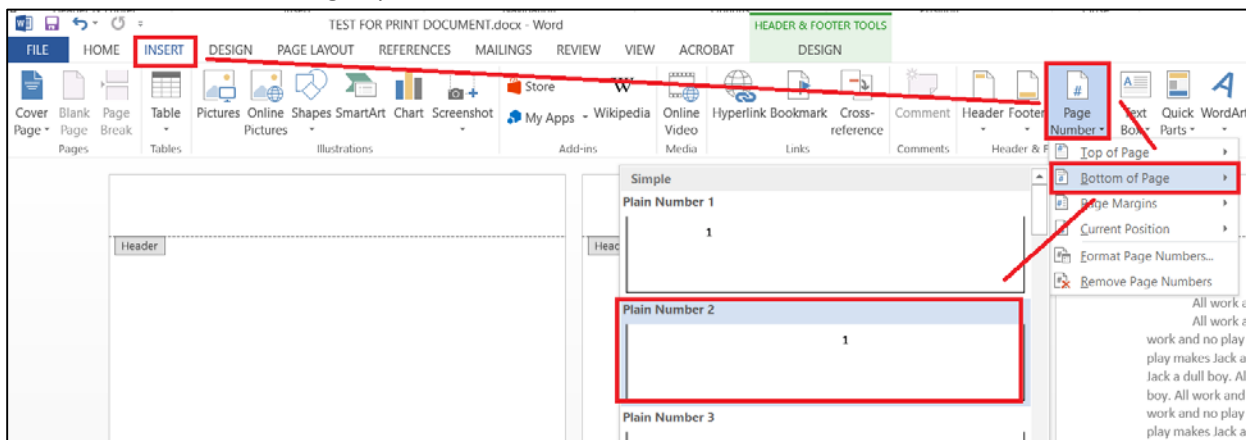 TEST FOR PRINT DOCUMENT.docx - Word
HEADER & FOOTER TOOLS
FILE HOME INSERT DESIGN PAGE LAYOUT REFERENCES MAILINGS REVIEW VIEW ACROBAT DESIGN
Store
My Apps
W
Wikipedia
Cover Page
Blank Page
Page Break
Table
Pictures
Online Pictures
Shapes
SmartArt
Chart
Screenshot
Online Video
Hyperlink
Bookmark
Cross-reference
Comment
Header
Footer
# Page Number
A Text Box
Quick Parts
A WordArt
Pages
Tables
Illustrations
Add-ins
Media
Links
Comments
Header & F
Top of Page
Bottom of Page
Page Margins
Current Position
Format Page Numbers...
Remove Page Numbers
Simple
Plain Number 1
1
Header
Plain Number 2
1
Plain Number 3
All work a
All work a
work and no play
play makes Jack a
Jack a dull boy. Al
boy. All work and
work and no play
play makes Jack a